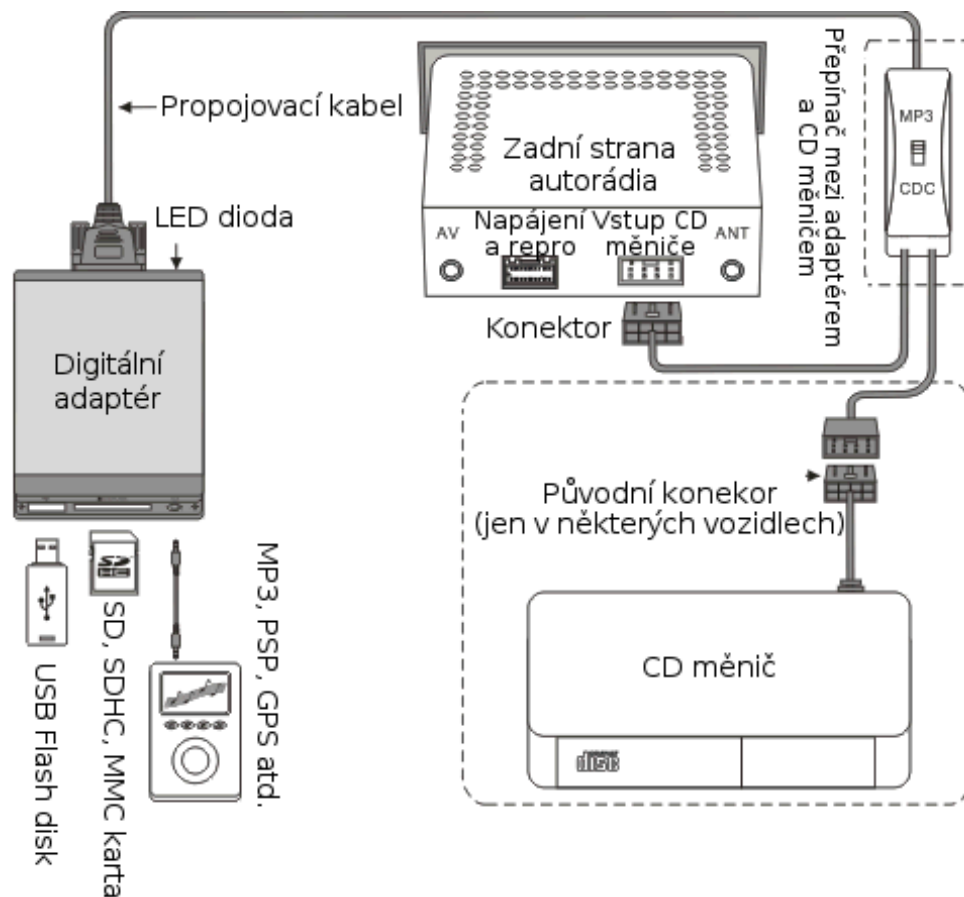 Propojovací kabel
LED dioda
Digitální
adaptér
Zadní strana
autorádia
AV
Napájení
a repro
Vstup CD
měniče
ANT
Konektor
Přepínač mezi adaptérem
a CD měničem
MP3
CDC
Původní konekor
(jen v některých vozidlech)
CD měnič
disc
USB Flash disk
SD, SDHC, MMC karta
MP3, PSP, GPS atd.